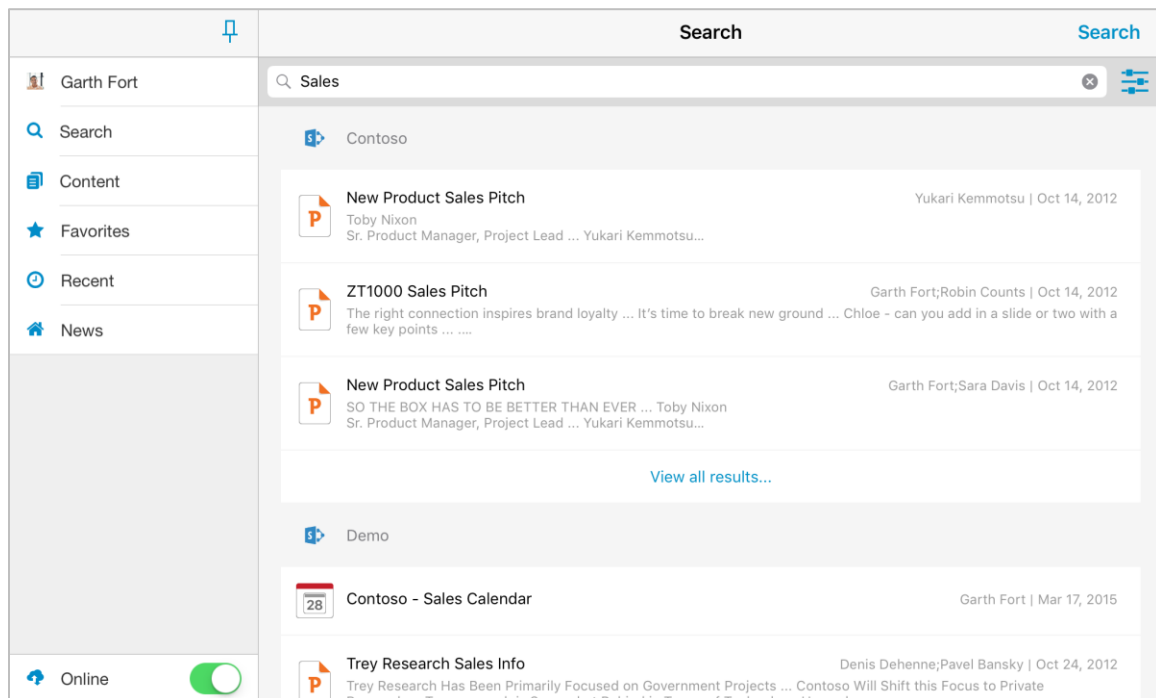 Search
Search
Garth Fort
Search
Content
Favorites
Recent
News
Online
Sales
Contoso
New Product Sales Pitch
Yukari Kemmotsu | Oct 14, 2012
Toby Nixon
Sr. Product Manager, Project Lead ... Yukari Kemmotsu...
ZT1000 Sales Pitch
Garth Fort;Robin Counts | Oct 14, 2012
The right connection inspires brand loyalty ... It's time to break new ground ... Chloe - can you add in a slide or two with a
few key points ... ....
New Product Sales Pitch
Garth Fort;Sara Davis | Oct 14, 2012
SO THE BOX HAS TO BE BETTER THAN EVER ... Toby Nixon
Sr. Product Manager, Project Lead ... Yukari Kemmotsu...
View all results...
Demo
28
Contoso - Sales Calendar
Garth Fort | Mar 17, 2015
Trey Research Sales Info
Denis Dehenne;Pavel Bansky | Oct 24, 2012
Trey Research Has Been Primarily Focused on Government Projects ... Contoso Will Shift this Focus to Private